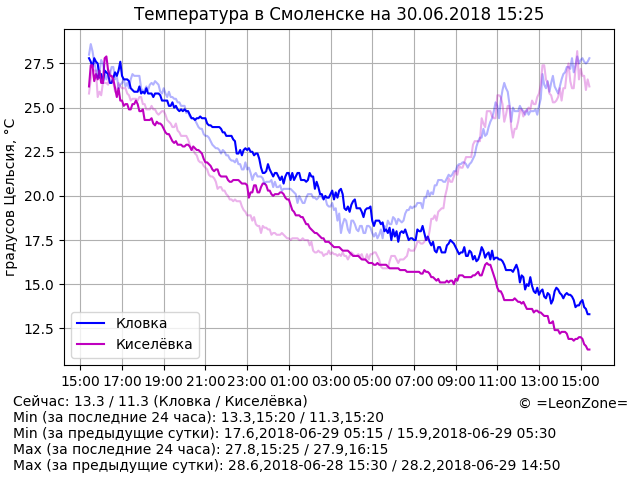 Температура в Смоленске на 30.06.2018 15:25
градусов Цельсия, °C
27.5
25.0
22.5
20.0
17.5
15.0
12.5
Кловка
Киселёвка
15:00 17:00 19:00 21:00 23:00 01:00 03:00 05:00 07:00 09:00 11:00 13:00 15:00
Сейчас: 13.3 / 11.3 (Кловка / Киселёвка)
© =LeonZone=
Min (за последние 24 часа): 13.3,15:20 / 11.3,15:20
Min (за предыдущие сутки): 17.6,2018-06-29 05:15 / 15.9,2018-06-29 05:30
Max (за последние 24 часа): 27.8,15:25 / 27.9,16:15
Max (за предыдущие сутки): 28.6,2018-06-28 15:30 / 28.2,2018-06-29 14:50